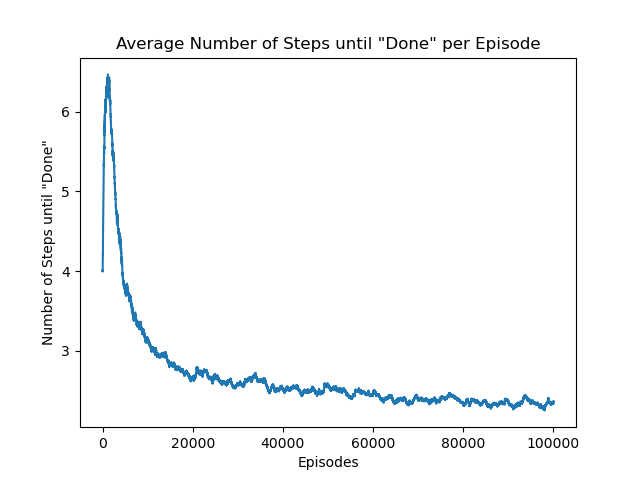 Average Number of Steps until "Done" per Episode
6
5
4
3
Number of Steps until "Done"
0 20000 40000 60000 80000 100000
Episodes